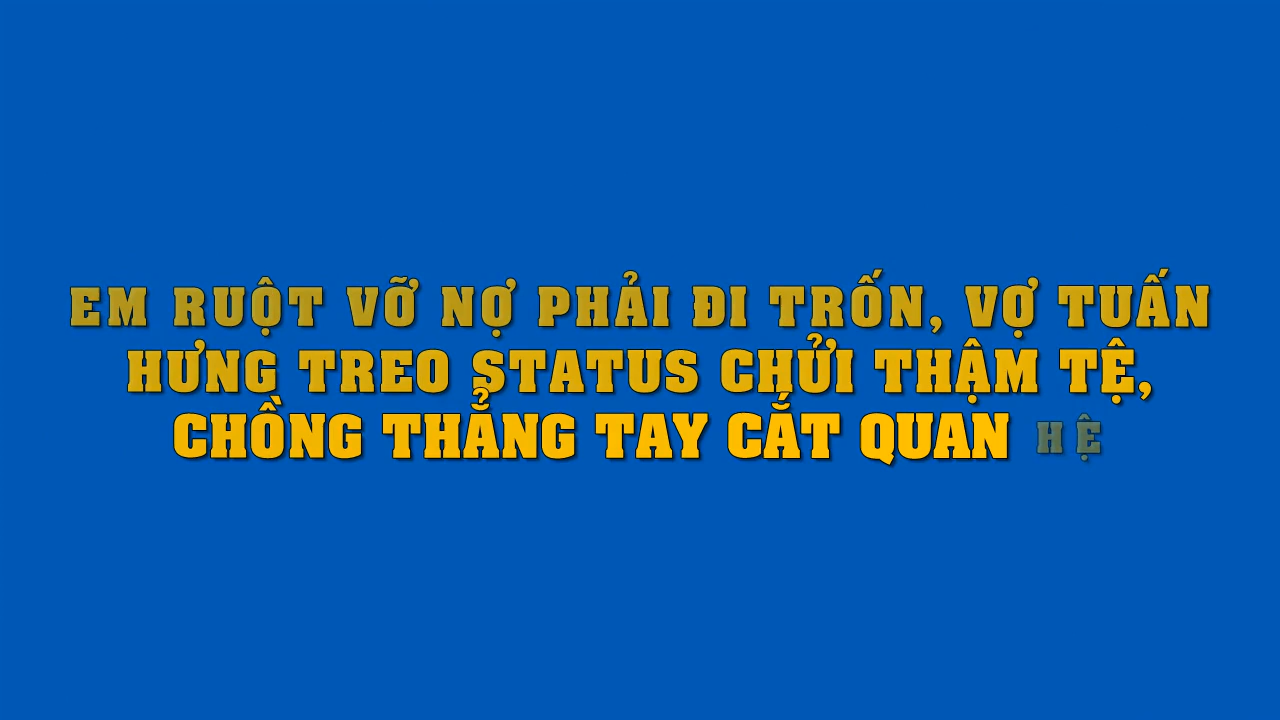 EM RUỘT VỠ NỢ PHẢI ĐI TRỐN, VỢ TUẤN
HƯNG TREO STATUS CHỬI THẬM TỆ,
CHỒNG THẲNG TAY CẮT QUAN HỆ